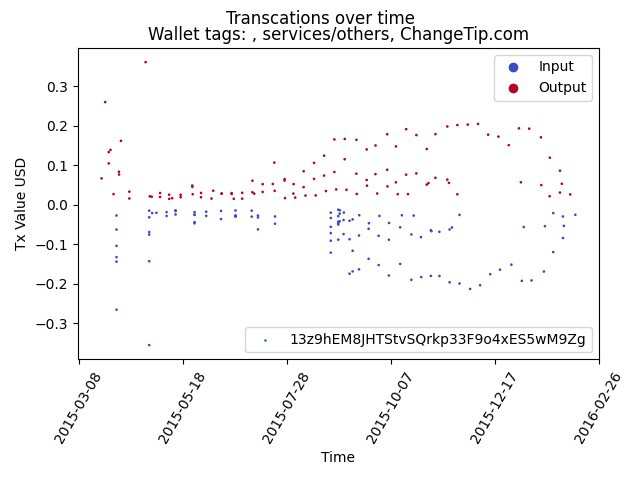 Transcations over time
Wallet tags: , services/others, ChangeTip.com
Input
Output
0.3
0.2
0.1
0.0
−0.1
−0.2
−0.3
Tx Value USD
13z9hEM8JHTStvSQrkp33F9o4xES5wM9Zg
2015-03-08
2015-05-18
2015-07-28
2015-10-07
2015-12-17
2016-02-26
Time